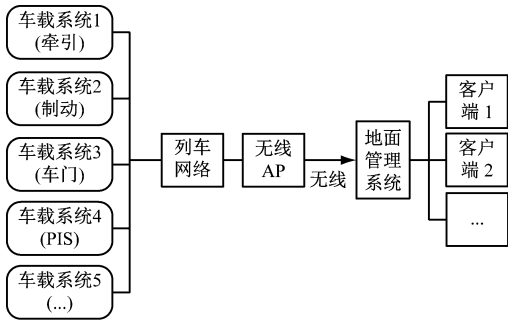 车载系统1
(牵引)
车载系统2
(制动)
车载系统3
(车门)
车载系统4
(PIS)
车载系统5
(...)
列车
网络
无线
AP
无线
地面
管理
系统
客户
端 1
客户
端 2
...